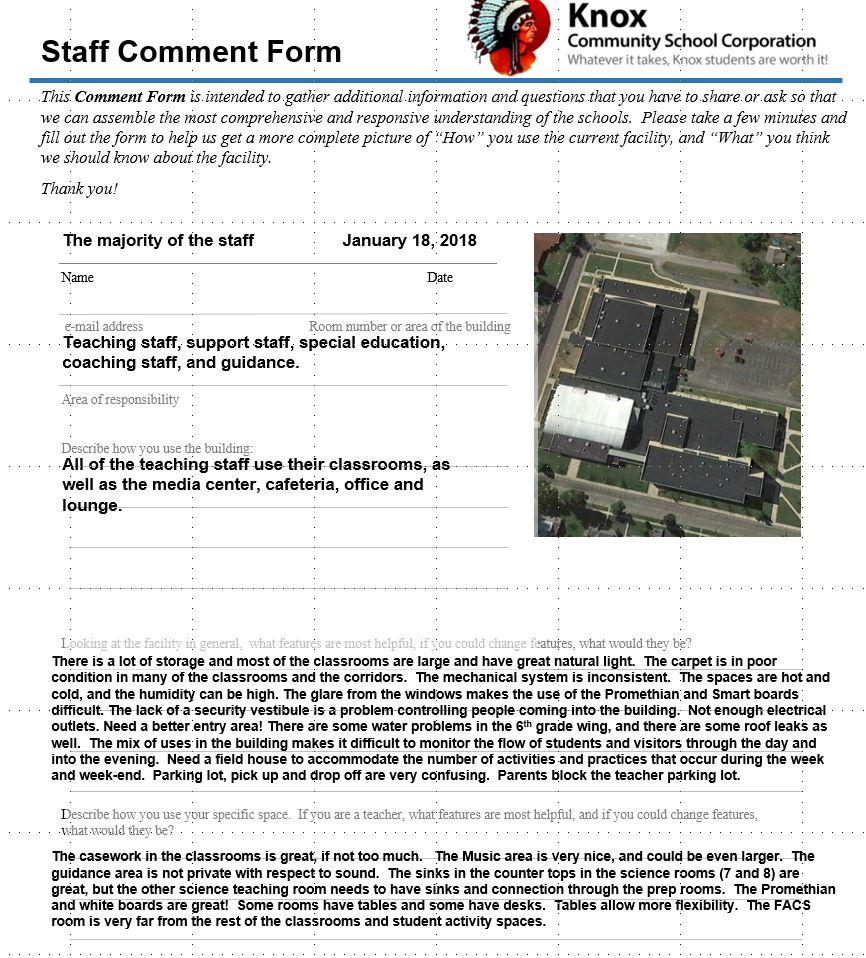 Knox
Staff Comment Form
Community School Corporation
Whatever it takes, Knox students are worth it!
This Comment Form is intended to gather additional information and questions that you have to share or ask so that
we can assemble the most comprehensive and responsive understanding of the schools.  Please take a few minutes and
fill out the form to help us get a more complete picture of “How” you use the current facility, and “What” you think
we should know about the facility.
Thank you!
The majority of the staff January 18, 2018
Name Date
e-mail address Room number or area of the building
Teaching staff, support staff, special education,
coaching staff, and guidance.
Area of responsibility
Describe how you use the building:
All of the teaching staff use their classrooms, as
well as the media center, cafeteria, office and
lounge.
Looking at the facility in general,  what features are most helpful, if you could change features, what would they be?
There is a lot of storage and most of the classrooms are large and have great natural light.  The carpet is in poor
condition in many of the classrooms and the corridors.  The mechanical system is inconsistent.  The spaces are hot and
cold, and the humidity can be high. The glare from the windows makes the use of the Promethian and Smart boards
difficult. The lack of a security vestibule is a problem controlling people coming into the building.  Not enough electrical
outlets. Need a better entry area! There are some water problems in the 6th grade wing, and there are some roof leaks as
well.  The mix of uses in the building makes it difficult to monitor the flow of students and visitors through the day and
into the evening.  Need a field house to accommodate the number of activities and practices that occur during the week
and week-end.  Parking lot, pick up and drop off are very confusing.  Parents block the teacher parking lot.
Describe how you use your specific space.  If you are a teacher, what features are most helpful, and if you could change features,
what would they be?
The casework in the classrooms is great, if not too much.   The Music area is very nice, and could be even larger.  The
guidance area is not private with respect to sound.  The sinks in the counter tops in the science rooms (7 and 8) are
great, but the other science teaching room needs to have sinks and connection through the prep rooms.  The Promethian
and white boards are great!  Some rooms have tables and some have desks.  Tables allow more flexibility.  The FACS
room is very far from the rest of the classrooms and student activity spaces.